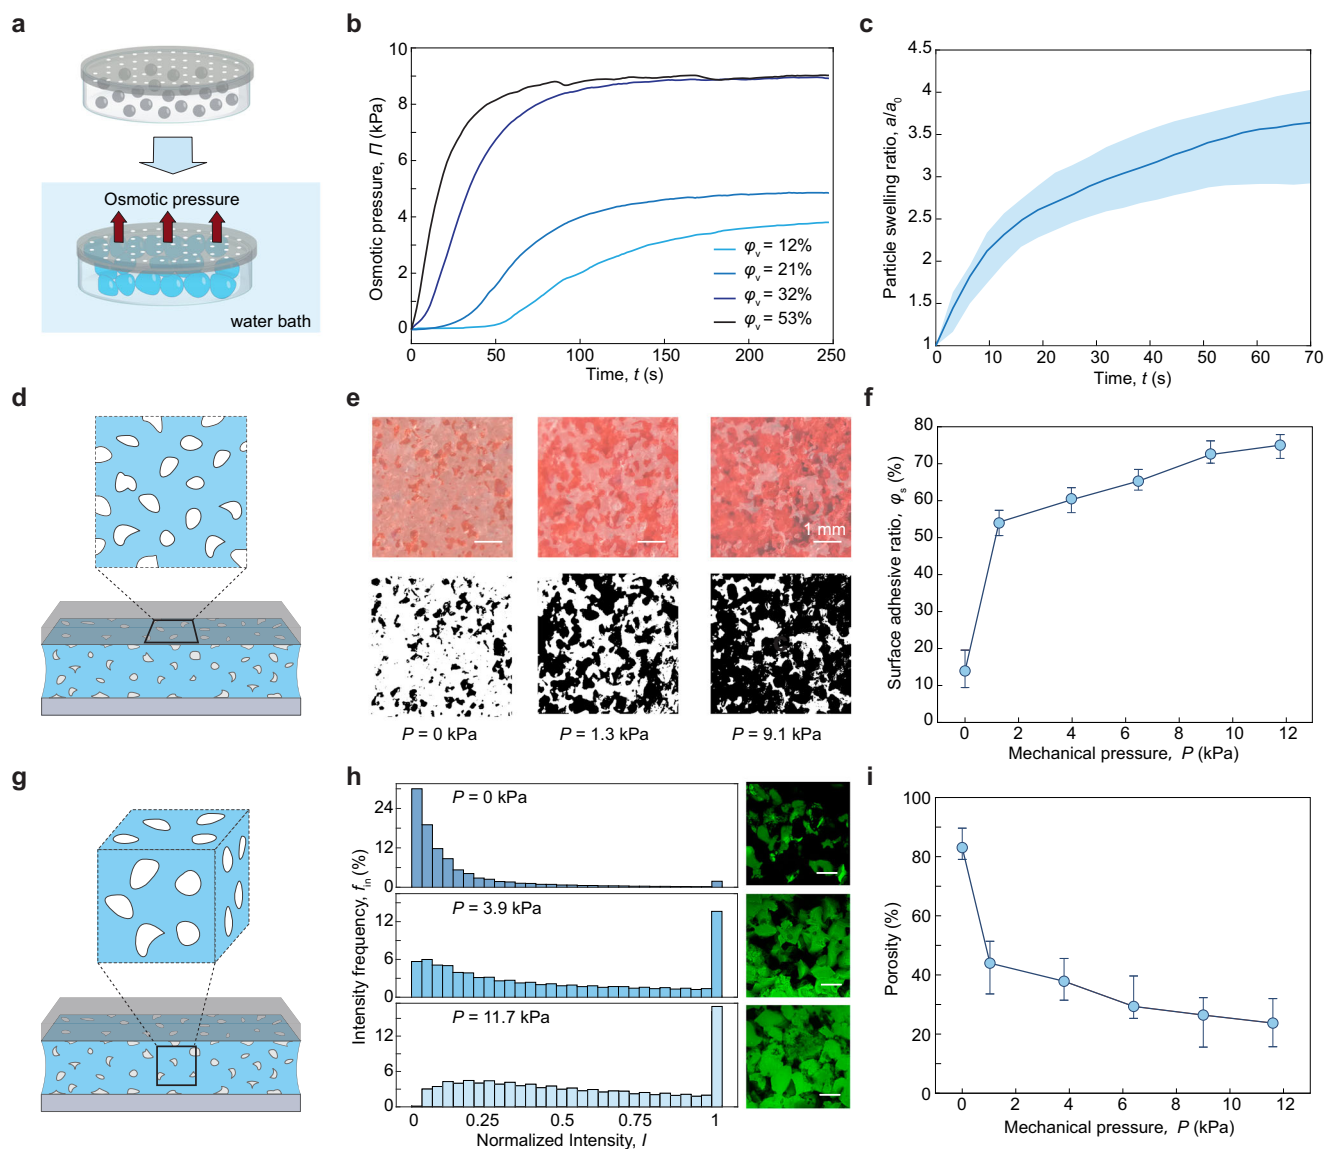 a
Osmotic pressure
water bath
b
Osmotic pressure, Π (kPa)
10
8
6
4
2
0
φv = 12%
φv = 21%
φv = 32%
φv = 53%
0 50 100 150 200 250
Time, t (s)
c
Particle swelling ratio, a/a0
4.5
4
3.5
3
2.5
2
1.5
1
0 10 20 30 40 50 60 70
Time, t (s)
d
e
1 mm
P = 0 kPa
P = 1.3 kPa
P = 9.1 kPa
f
Surface adhesive ratio, φs (%)
80
70
60
50
40
30
20
10
0
0 2 4 6 8 10 12
Mechanical pressure, P (kPa)
g
h
Intensity frequency, fin (%)
24
12
0
P = 0 kPa
12
6
0
P = 3.9 kPa
12
6
0
P = 11.7 kPa
0 0.25 0.5 0.75 1
Normalized Intensity, I
i
Porosity (%)
100
80
60
40
20
0
0 2 4 6 8 10 12
Mechanical pressure, P (kPa)